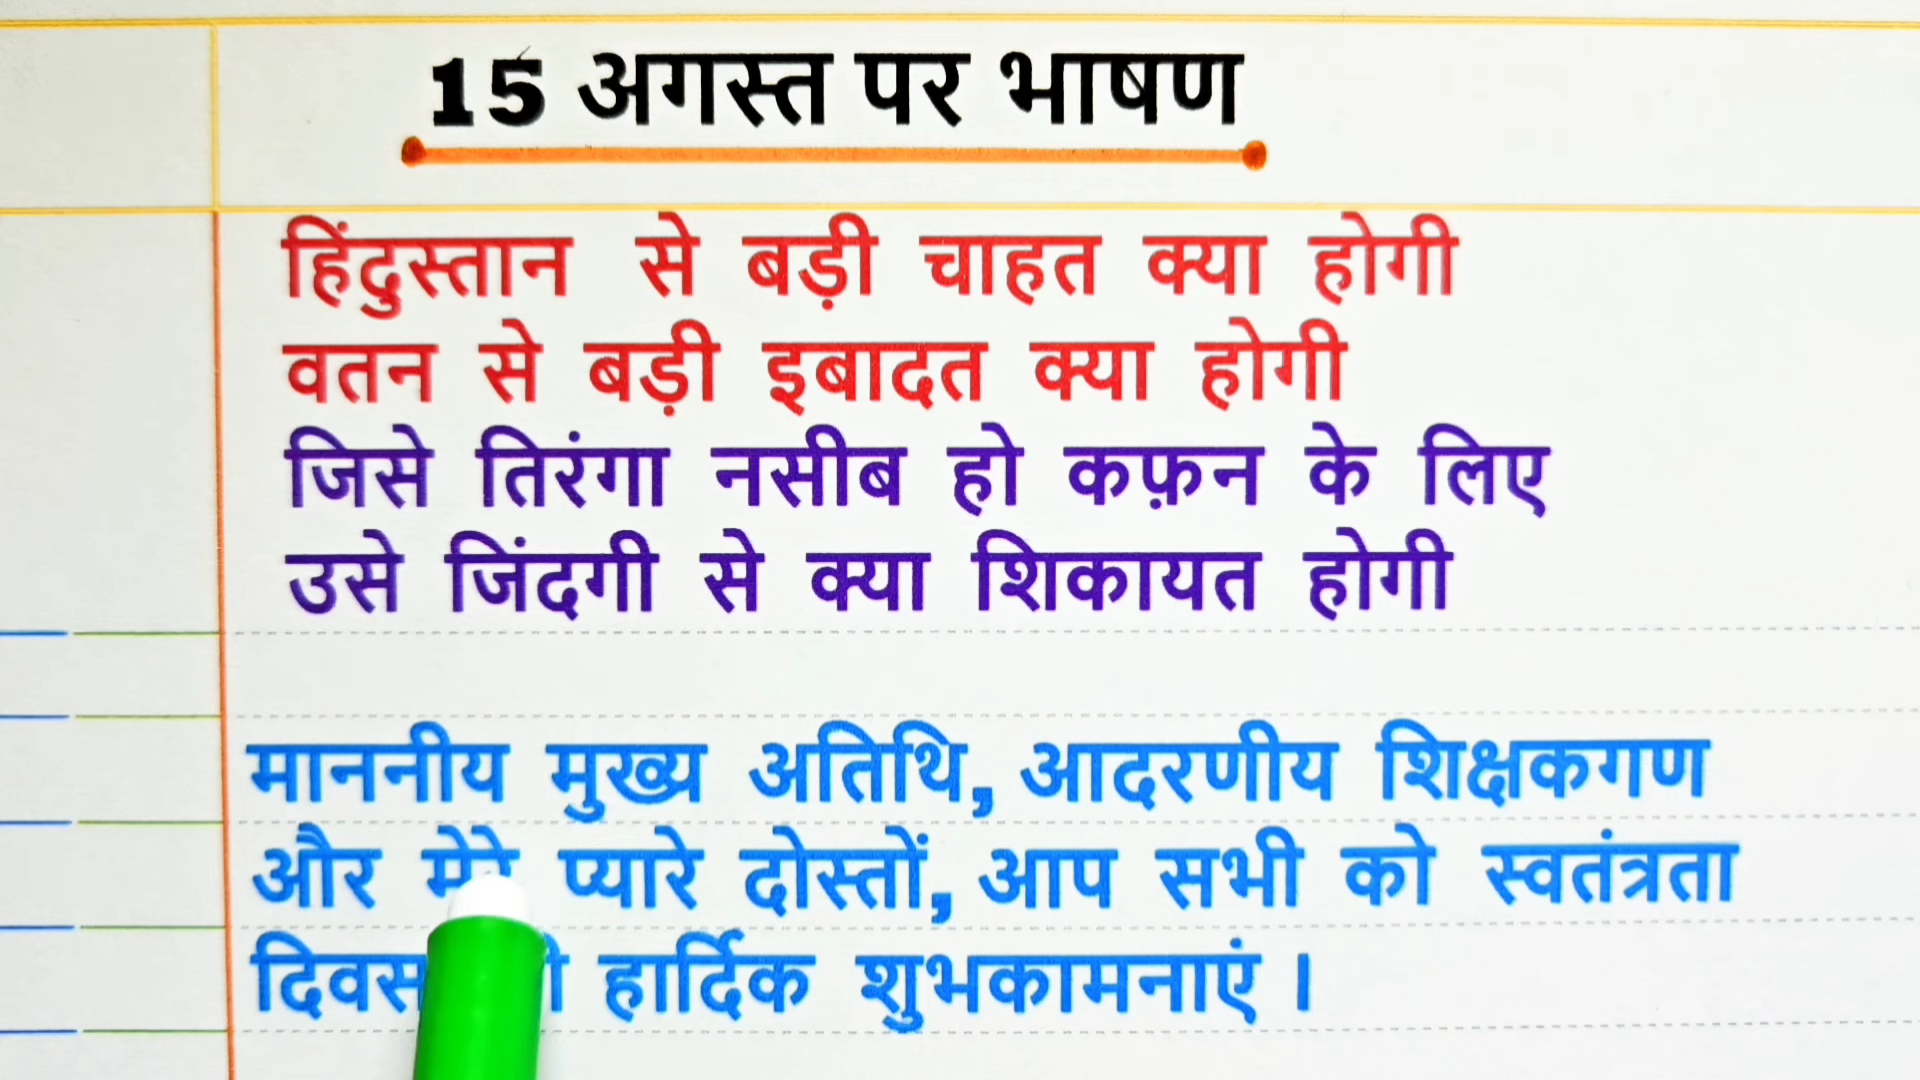 15 अगस्त पर भाषण
हिंदुस्तान से बड़ी चाहत क्या होगी
वतन से बड़ी इबादत क्या होगी
जिसे तिरंगा नसीब हो कफ़न के लिए
उसे जिंदगी से क्या शिकायत होगी
माननीय मुख्य अतिथि, आदरणीय शिक्षकगण
और मेरे प्यारे दोस्तों, आप सभी को स्वतंत्रता
दिवस हार्दिक शुभकामनाएं ।